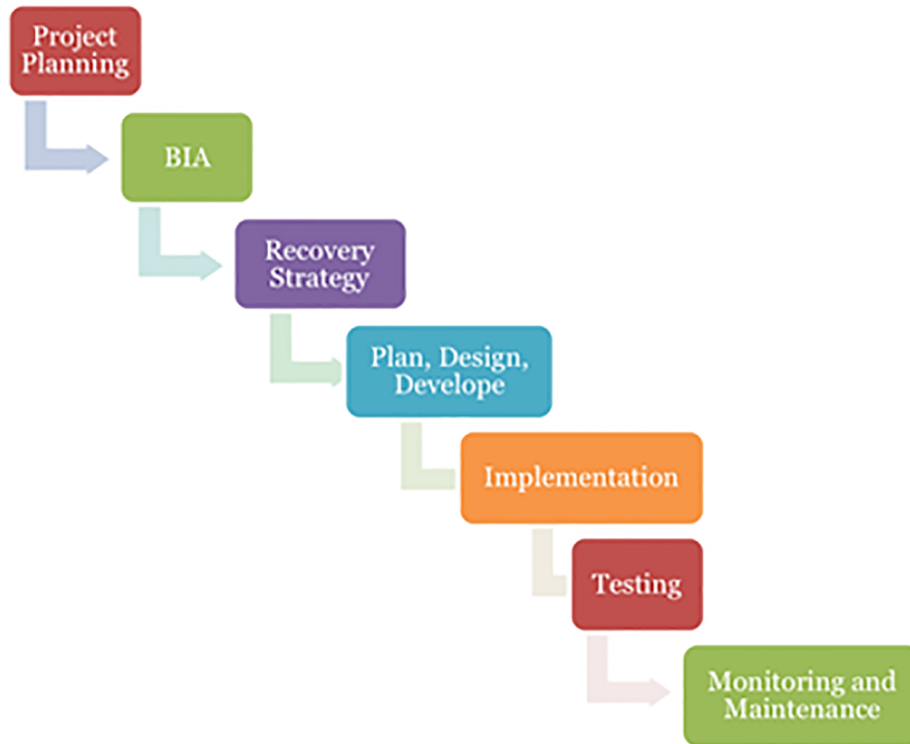 Project
Planning
BIA
Recovery
Strategy
Plan, Design,
Develope
Implementation
Testing
Monitoring and
Maintenance